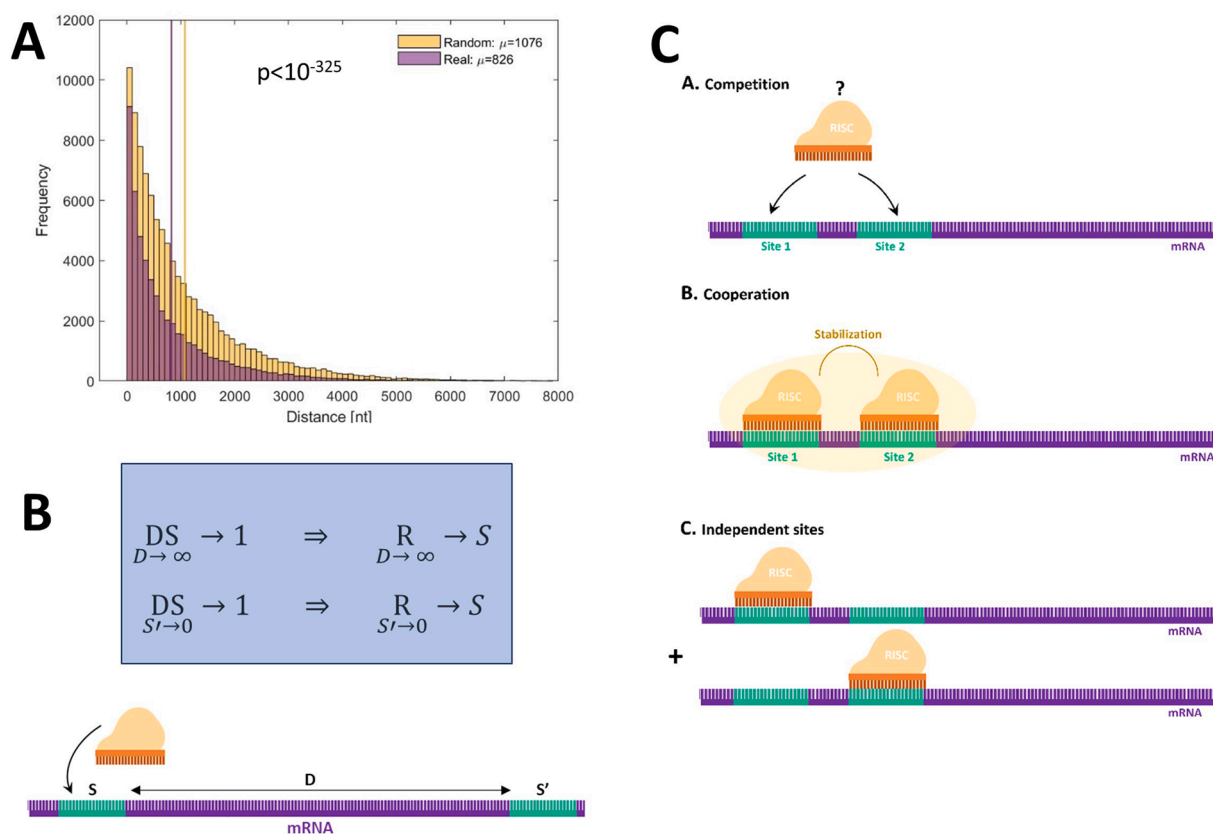 A
12000
10000
8000
6000
4000
2000
0
Frequency
Random: μ=1076
Real: μ=826
p<10^-325
0 1000 2000 3000 4000 5000 6000 7000 8000
Distance [nt]
B
DS → 1 ⇒ R → S
D→ ∞ D→ ∞
DS → 1 ⇒ R → S
S′→0 S′→0
S D S'
mRNA
C
A. Competition
?
RISC
Site 1 Site 2 mRNA
B. Cooperation
Stabilization
RISC RISC
Site 1 Site 2 mRNA
C. Independent sites
RISC
mRNA
+
RISC
mRNA